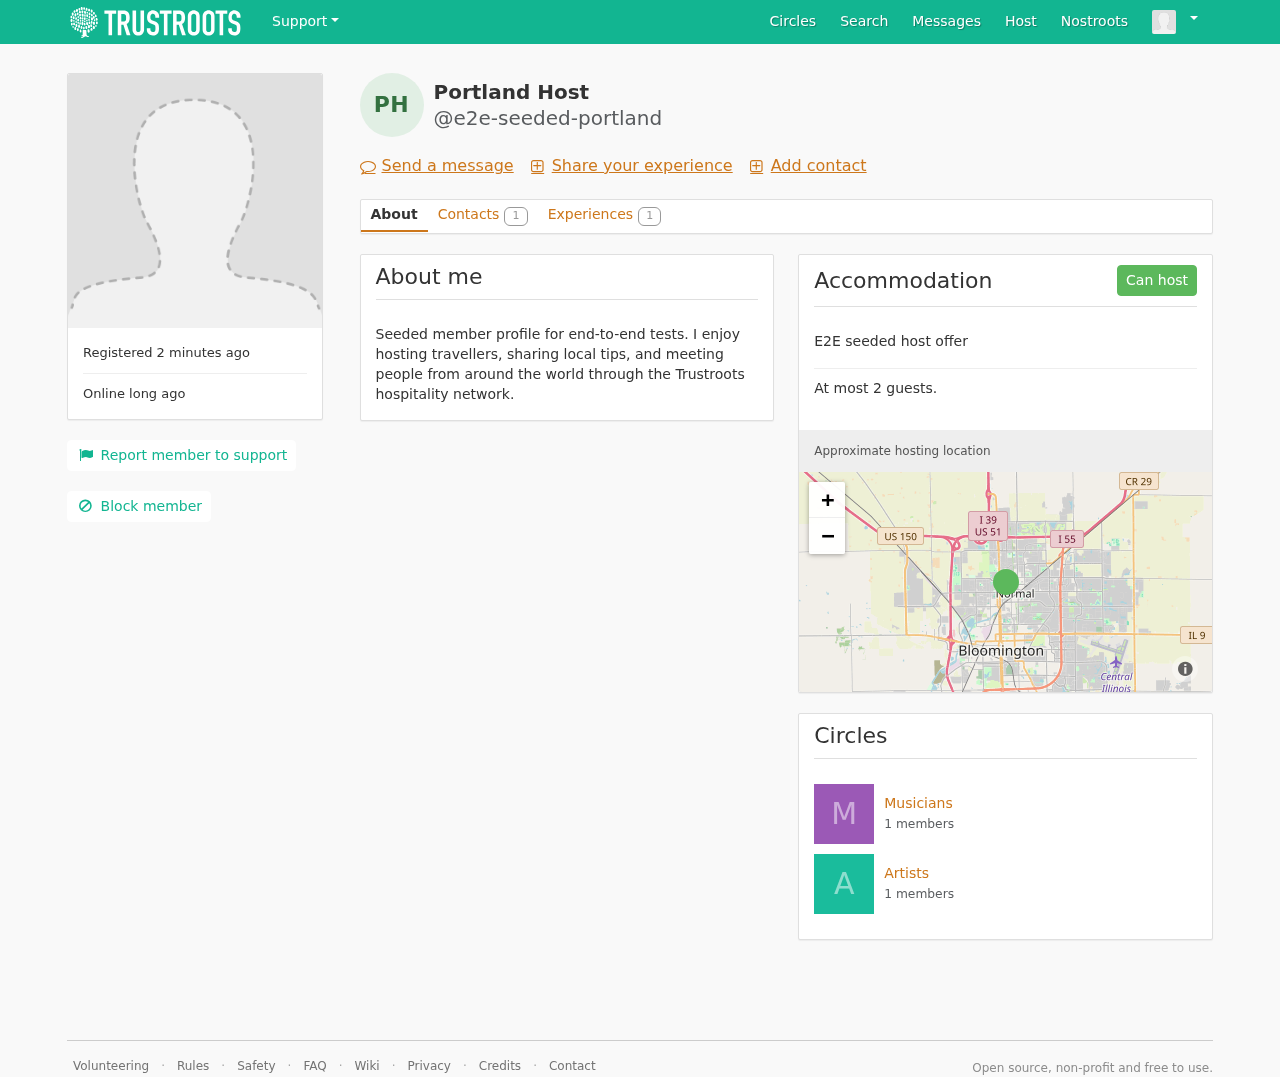 TRUSTROOTS
Support
Circles
Search
Messages
Host
Nostroots
PH
Portland Host
@e2e-seeded-portland
Send a message
Share your experience
Add contact
About
Contacts 1
Experiences 1
Registered 2 minutes ago
Online long ago
Report member to support
Block member
About me
Seeded member profile for end-to-end tests. I enjoy
hosting travellers, sharing local tips, and meeting
people from around the world through the Trustroots
hospitality network.
Accommodation
Can host
E2E seeded host offer
At most 2 guests.
Approximate hosting location
+
−
CR 29
I 39
US 51
US 150
I 55
Normal
IL 9
Bloomington
Central
Illinois
Circles
M
Musicians
1 members
A
Artists
1 members
Volunteering · Rules · Safety · FAQ · Wiki · Privacy · Credits · Contact
Open source, non-profit and free to use.